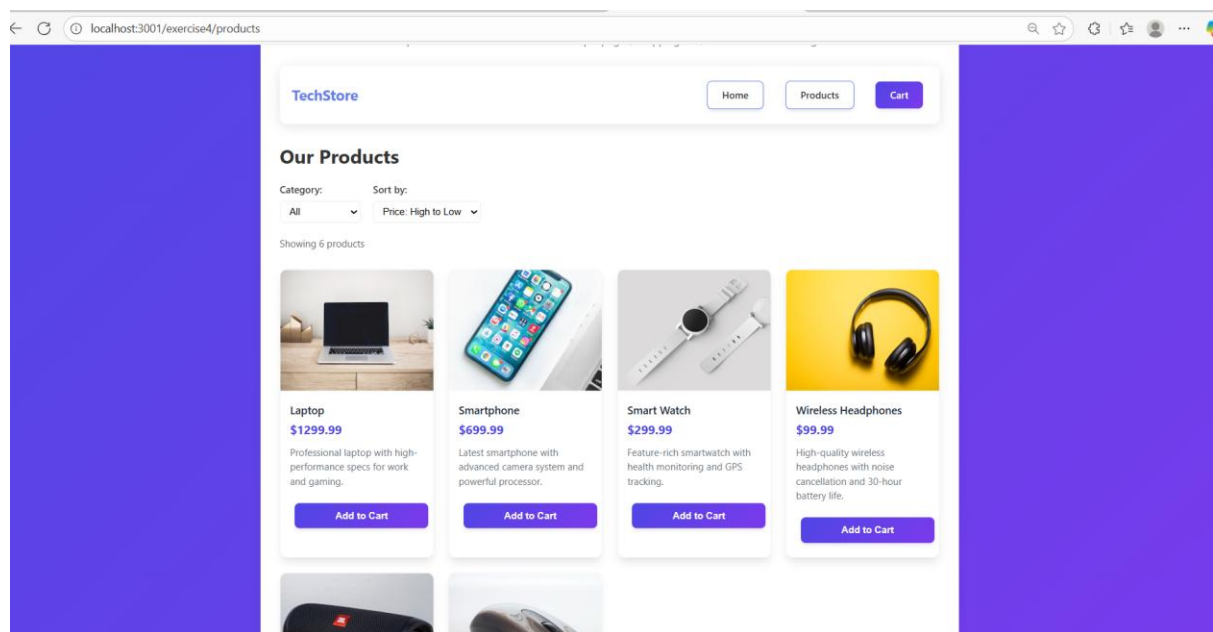 localhost:3001/exercise4/products
TechStore
Home
Products
Cart
Our Products
Category:
Sort by:
All
Price: High to Low
Showing 6 products
Laptop
$1299.99
Professional laptop with high-
performance specs for work
and gaming.
Add to Cart
Smartphone
$699.99
Latest smartphone with
advanced camera system and
powerful processor.
Add to Cart
Smart Watch
$299.99
Feature-rich smartwatch with
health monitoring and GPS
tracking.
Add to Cart
Wireless Headphones
$99.99
High-quality wireless
headphones with noise
cancellation and 30-hour
battery life.
Add to Cart
JBL